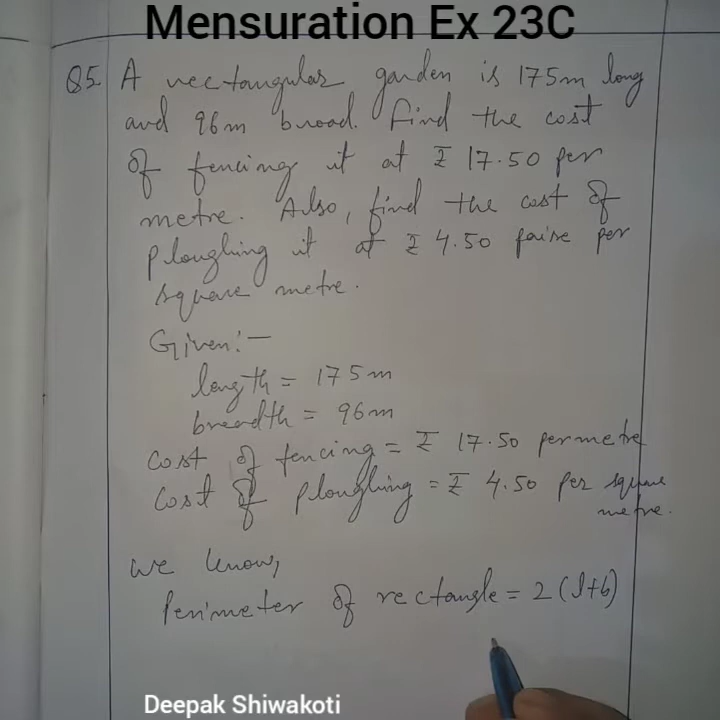 Mensuration Ex 23C
Q5 A rectangular garden is 175m long
and 96m broad. Find the cost
of fencing it at ₹ 17.50 per
metre. Also, find the cost of
ploughing it at ₹ 4.50 paise per
square metre.
Given:-
length = 175m
breadth = 96m
cost of fencing = ₹ 17.50 per metre
cost of ploughing = ₹ 4.50 per square
metre.
we know,
Perimeter of rectangle = 2(l+b)
Deepak Shiwakoti